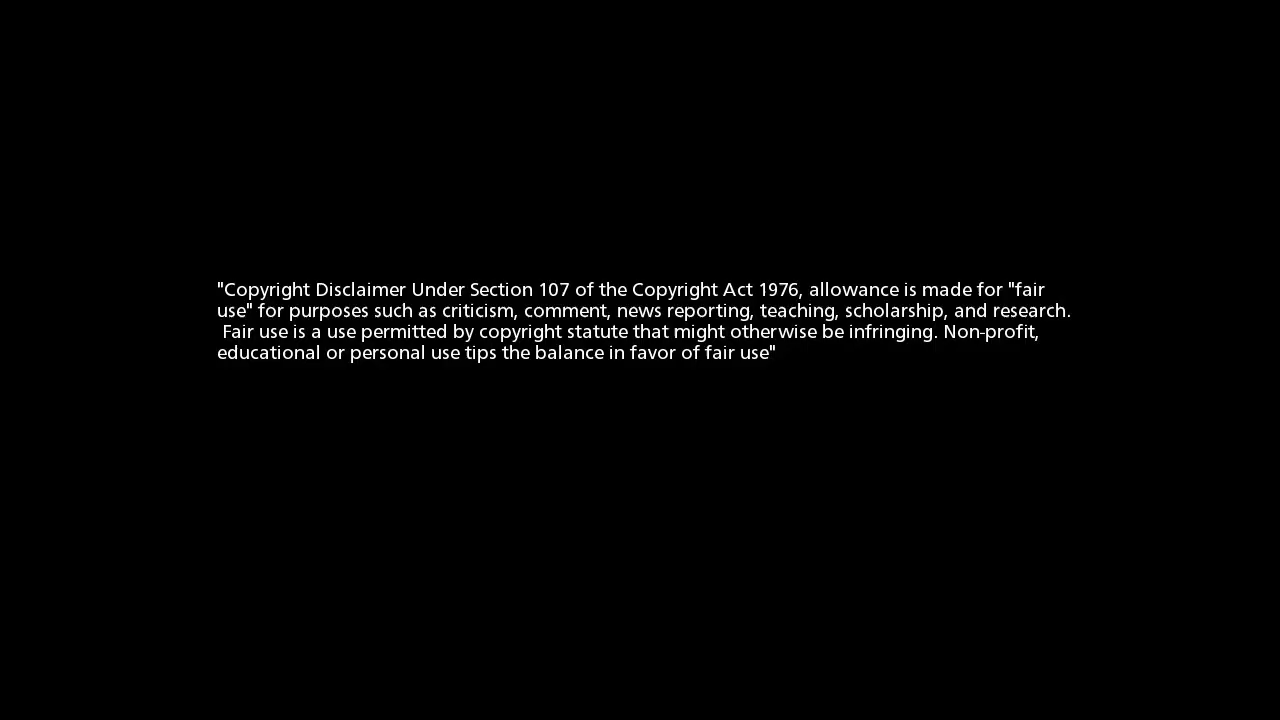 "Copyright Disclaimer Under Section 107 of the Copyright Act 1976, allowance is made for "fair
use" for purposes such as criticism, comment, news reporting, teaching, scholarship, and research.
Fair use is a use permitted by copyright statute that might otherwise be infringing. Non-profit,
educational or personal use tips the balance in favor of fair use"